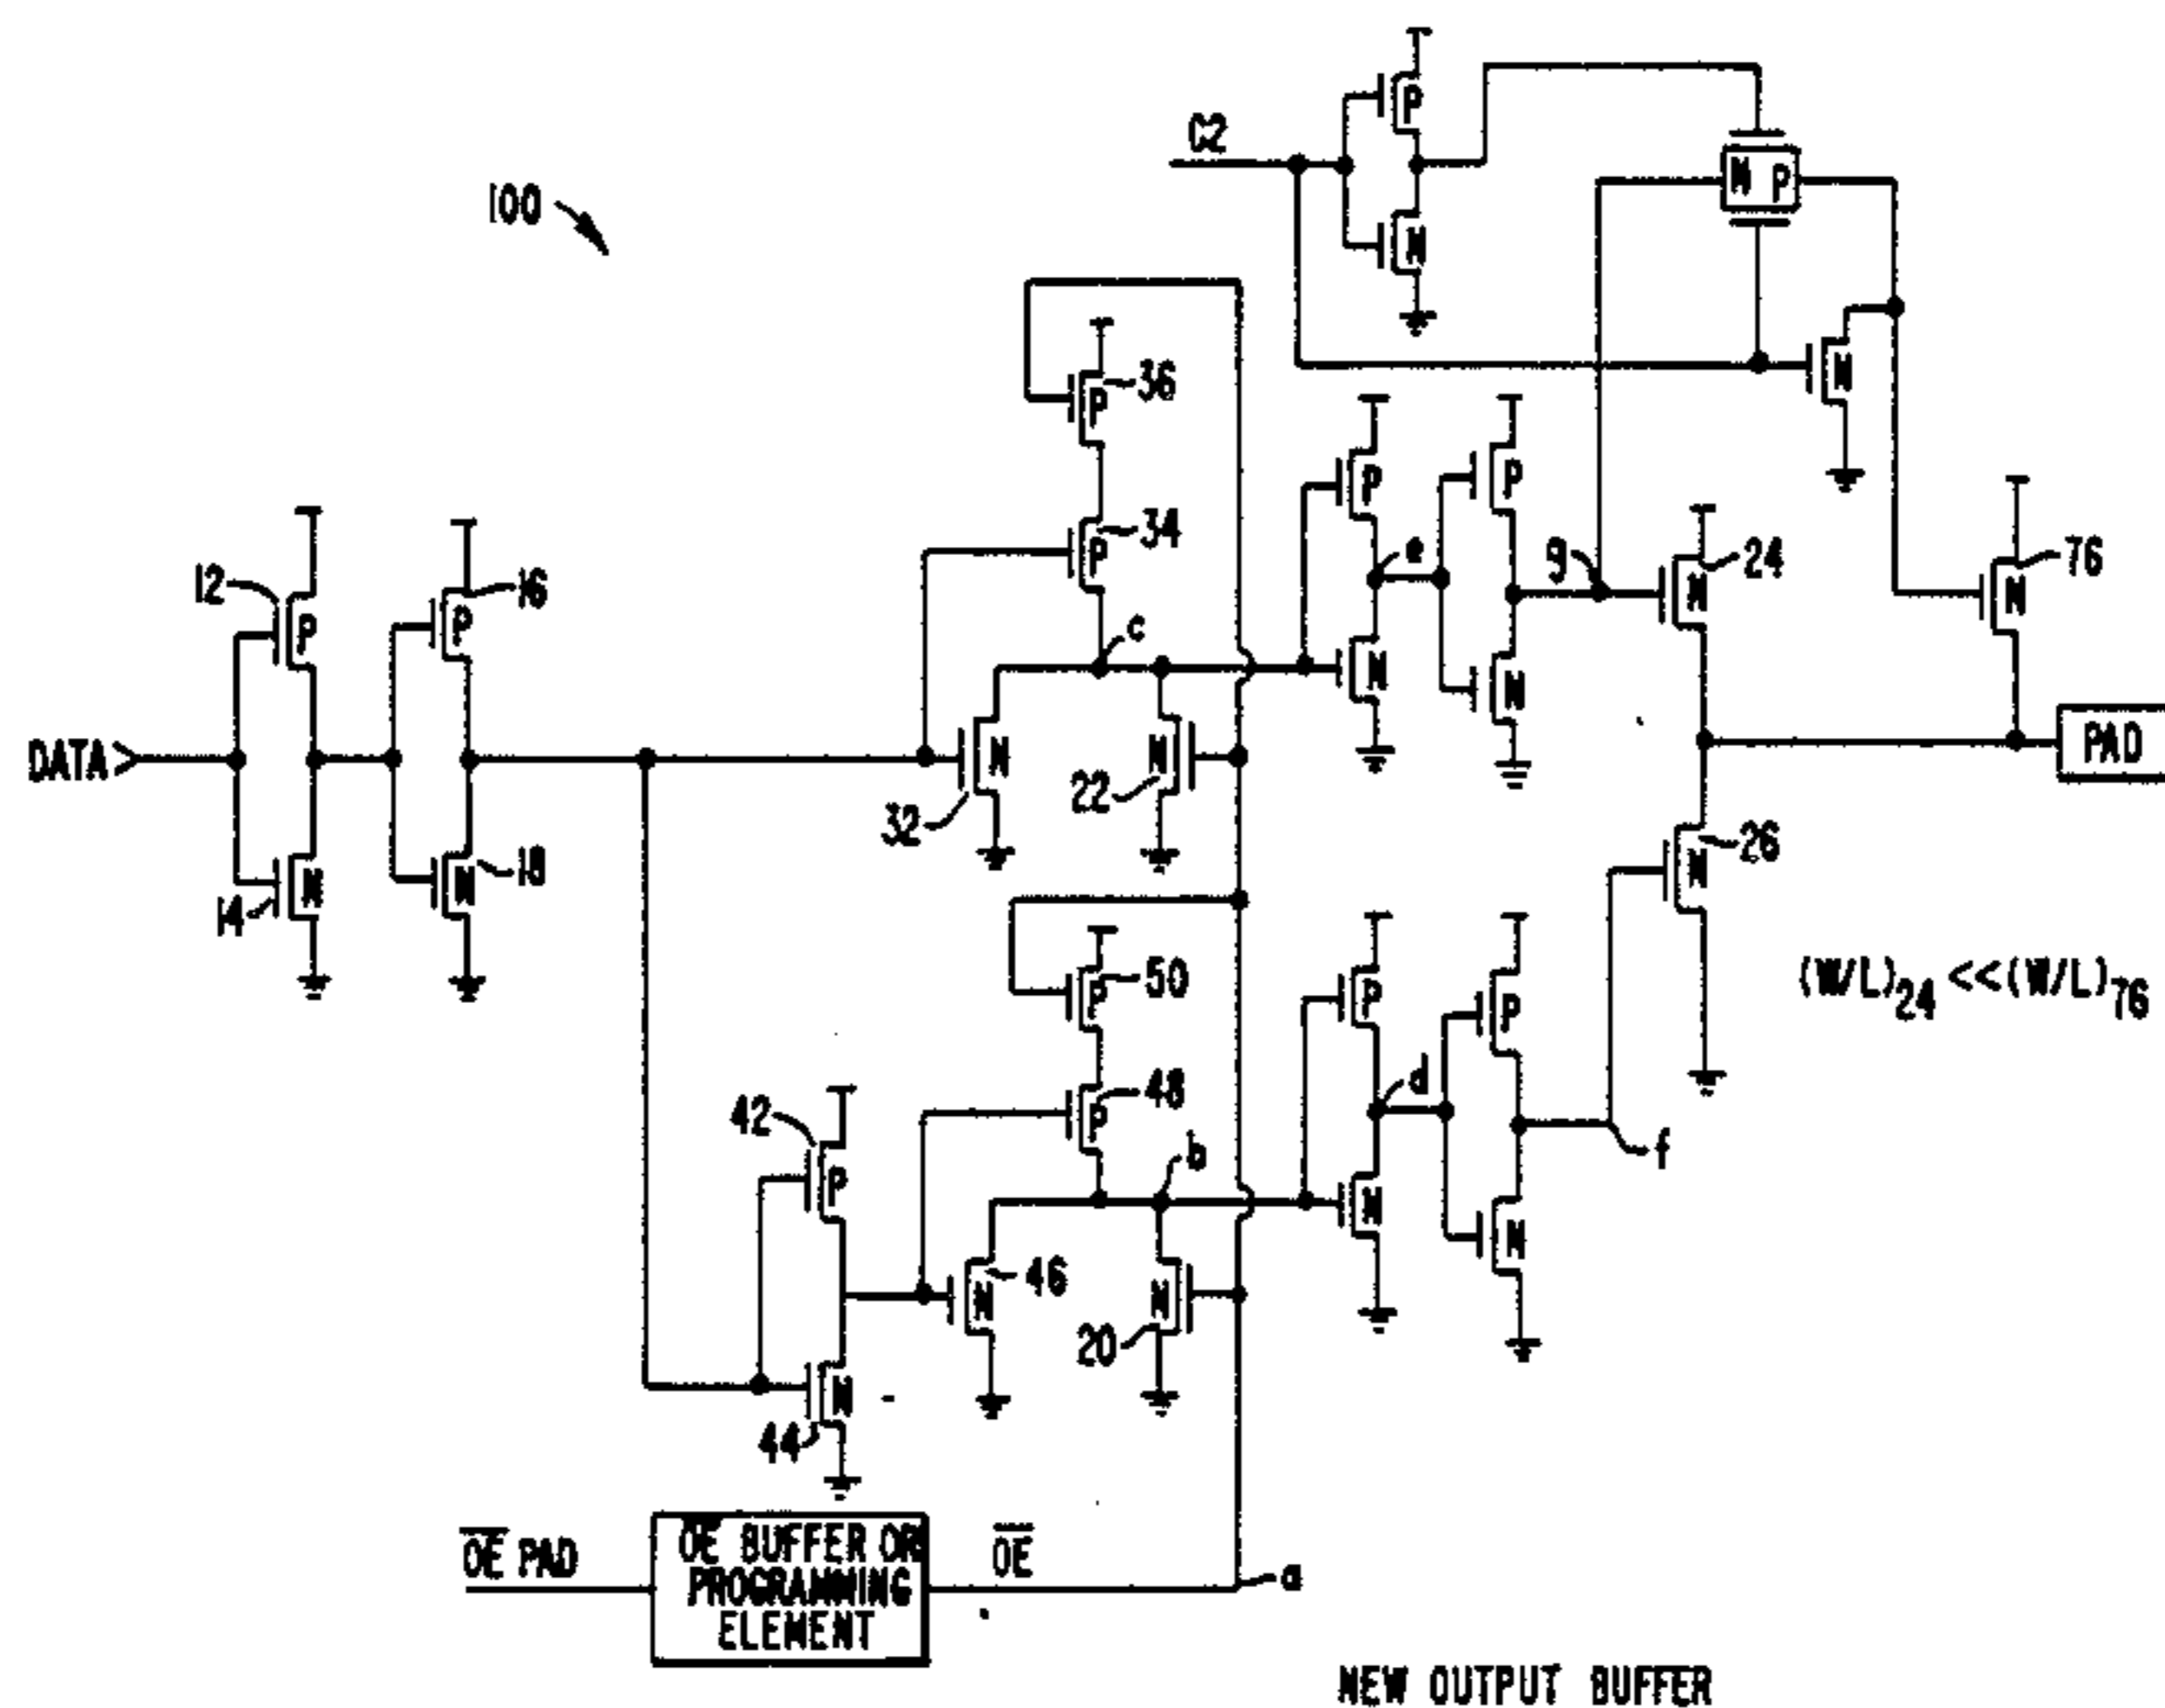 C2
P
N P
100
N
N
36
P
34
P
P
P
9
24
N
76
N
12
P
16
P
e
c
N
N
DATA
N
N
PAD
22
32
18
N
N
14
26
N
50
P
P
P
(W/L)24 <<(W/L)76
48
P
d
42
P
b
f
N
N
46
N
N
20
N
44
OE PAD
OE BUFFER OR
PROGRAMMING
ELEMENT
OE
a
NEW OUTPUT BUFFER